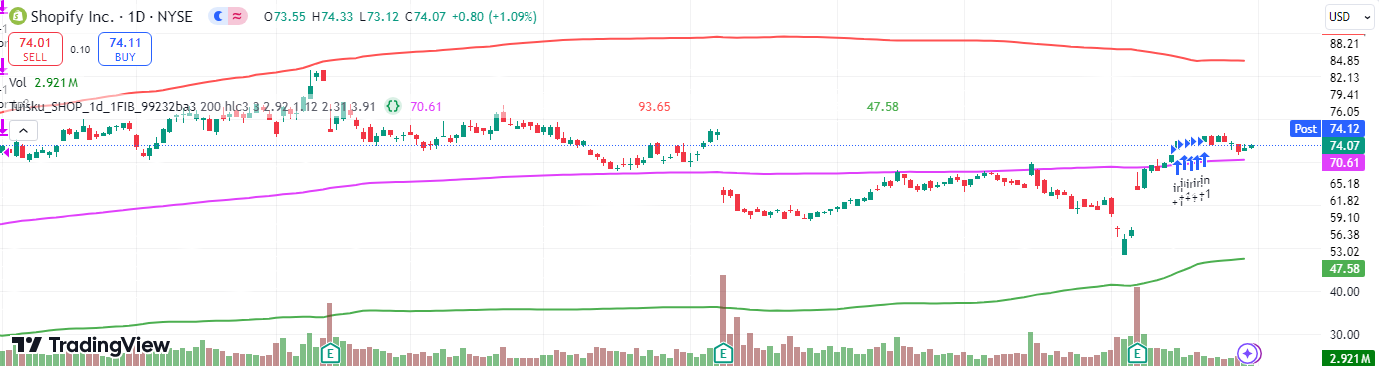 Shopify Inc. · 1D · NYSE O73.55 H74.33 L73.12 C74.07 +0.80 (+1.09%)
USD
74.01 SELL
0.10
74.11 BUY
Vol 2.921 M
Tuñsku_SHOP_1d_1FIB_99232ba3 200 hlc3 3 2.92 1.12 2.31 3.91 70.61 93.65 47.58
88.21
84.85
82.13
79.41
76.05
Post 74.12
74.07
70.61
65.18
61.82
59.10
56.38
53.02
47.58
40.00
30.00
2.921 M
E
E
E
TradingView